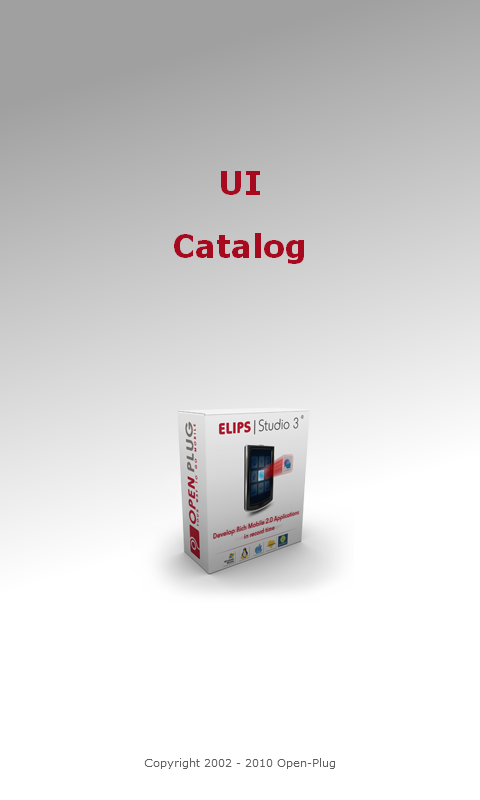 UI
Catalog
ELIPS | Studio 3
OPEN PLUG
Develop Rich Mobile 2.0 Applications
in record time
Copyright 2002 - 2010 Open-Plug